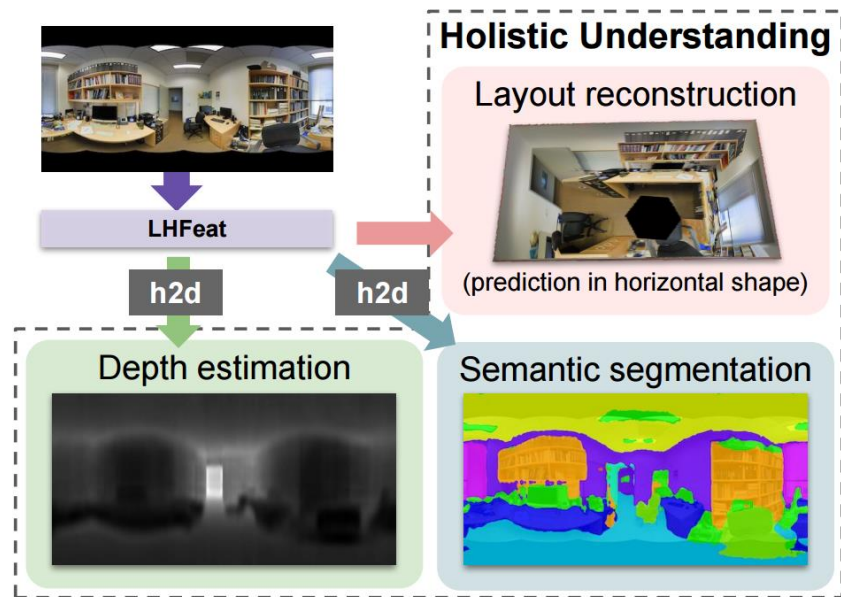 Holistic Understanding
Layout reconstruction
(prediction in horizontal shape)
LHFeat
h2d
h2d
Depth estimation
Semantic segmentation